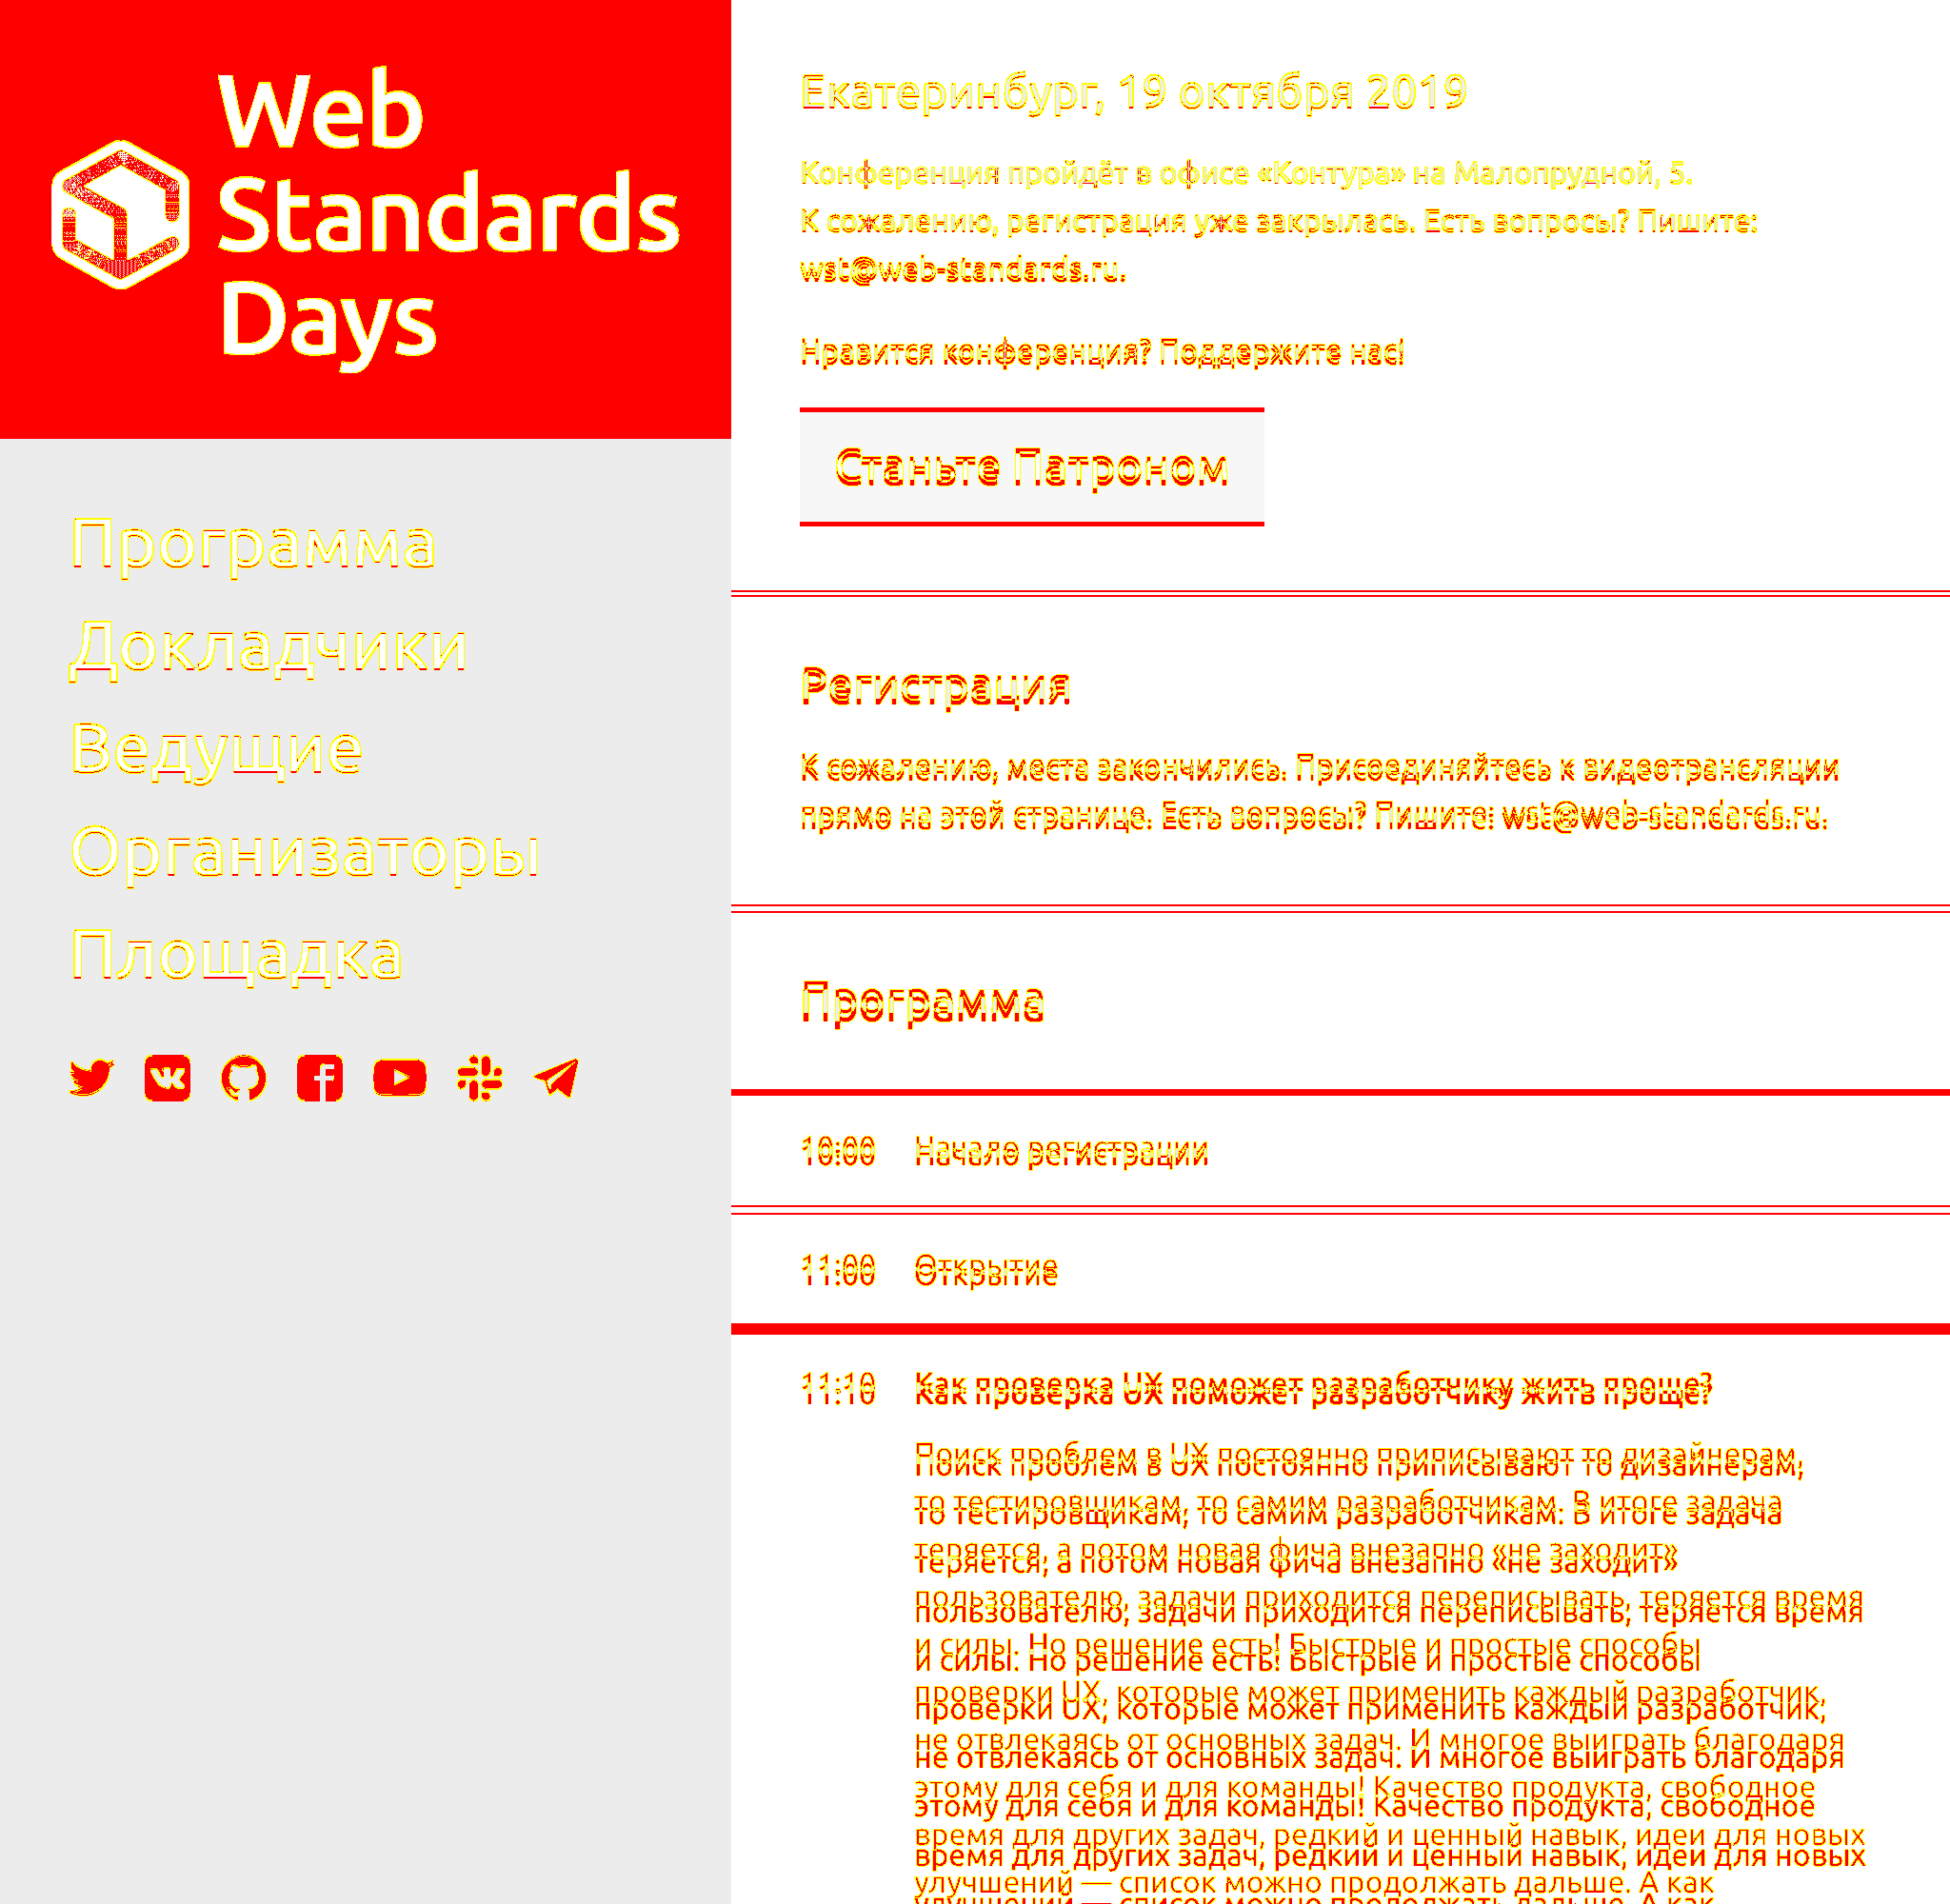 Web
Standards
Days
Программа
Докладчики
Ведущие
Организаторы
Площадка
Екатеринбург, 19 октября 2019
Конференция пройдёт в офисе «Контура» на Малопрудной, 5.
К сожалению, регистрация уже закрылась. Есть вопросы? Пишите:
wst@web-standards.ru.
Нравится конференция? Поддержите нас!
Станьте Патроном
Регистрация
К сожалению, места закончились. Присоединяйтесь к видеотрансляции
прямо на этой странице. Есть вопросы? Пишите: wst@web-standards.ru.
Программа
10:00 Начало регистрации
11:00 Открытие
11:10 Как проверка UX поможет разработчику жить проще?
Поиск проблем в UX постоянно приписывают то дизайнерам,
то тестировщикам, то самим разработчикам. В итоге задача
теряется, а потом новая фича внезапно «не заходит»
пользователю, задачи приходится переписывать, теряется время
и силы. Но решение есть! Быстрые и простые способы
проверки UX, которые может применить каждый разработчик,
не отвлекаясь от основных задач. И многое выиграть благодаря
этому для себя и для команды! Качество продукта, свободное
время для других задач, редкий и ценный навык, идеи для новых
улучшений — список можно продолжать дальше. А как